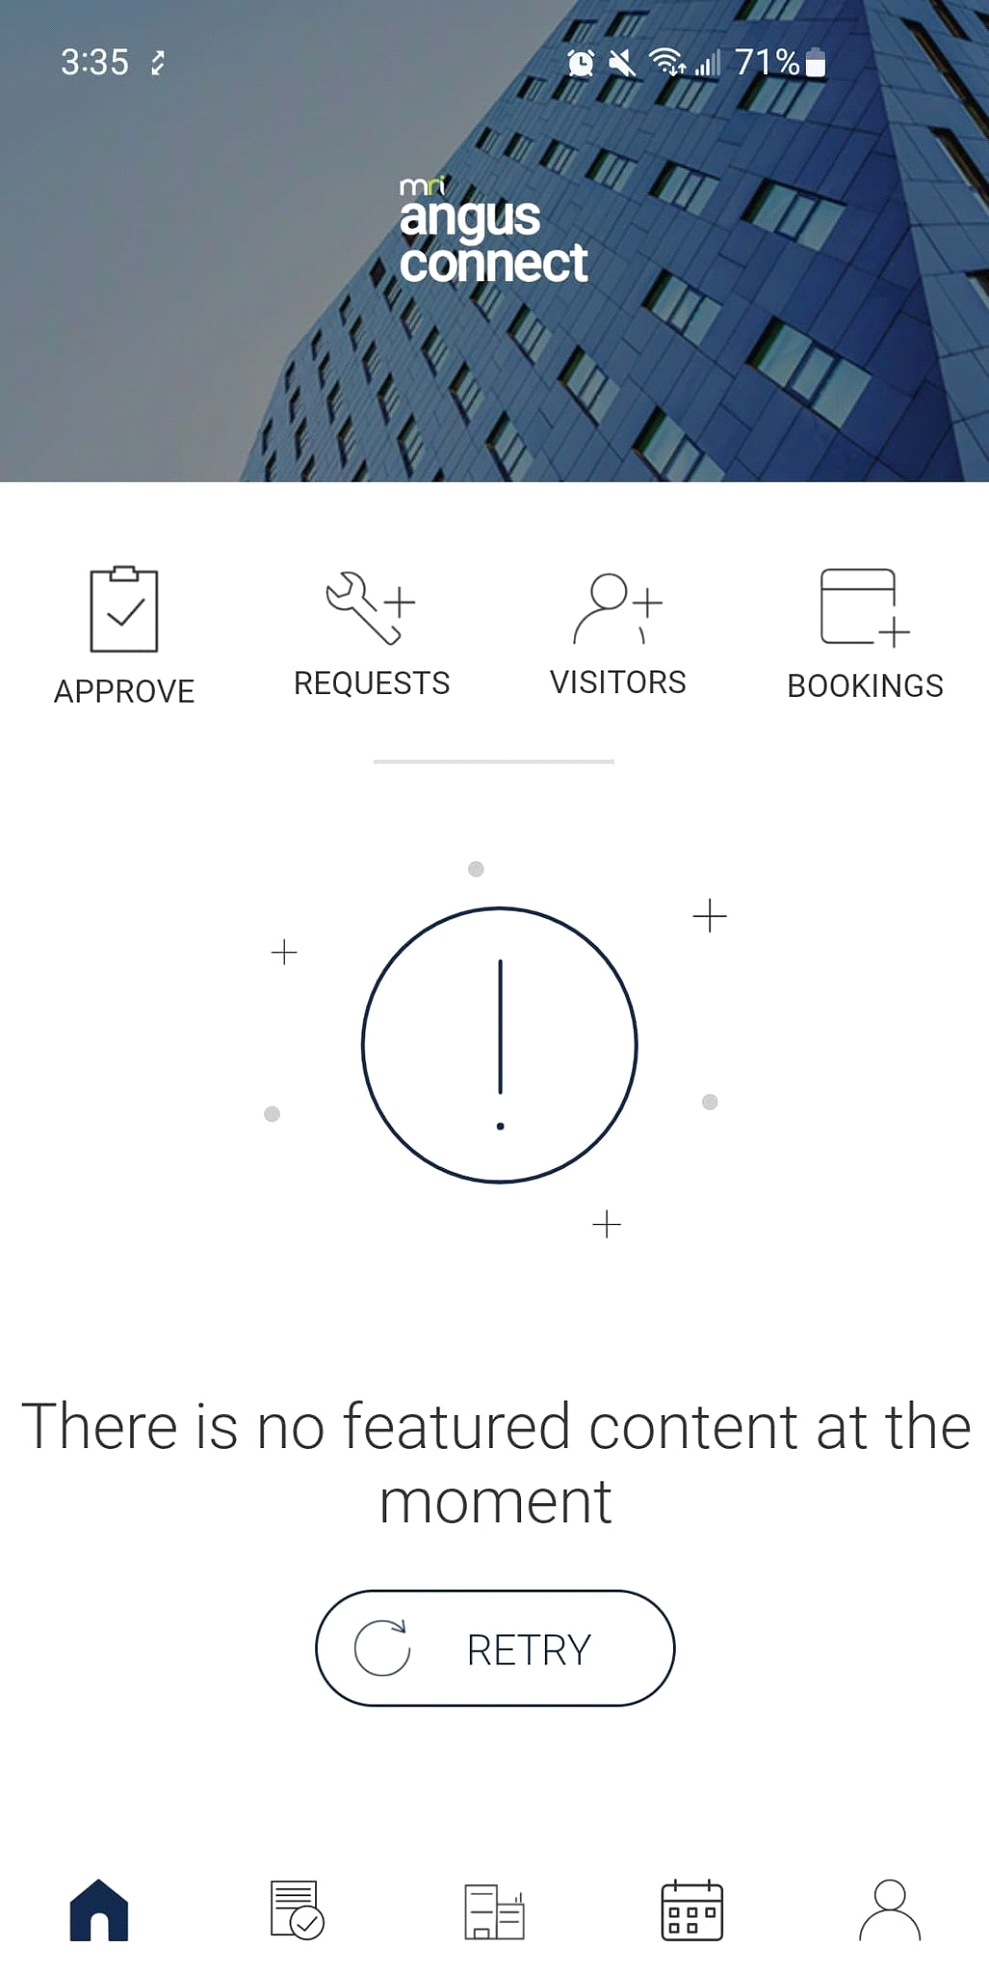 3:35
71%
mri
angus
connect
APPROVE
REQUESTS
VISITORS
BOOKINGS
There is no featured content at the
moment
RETRY